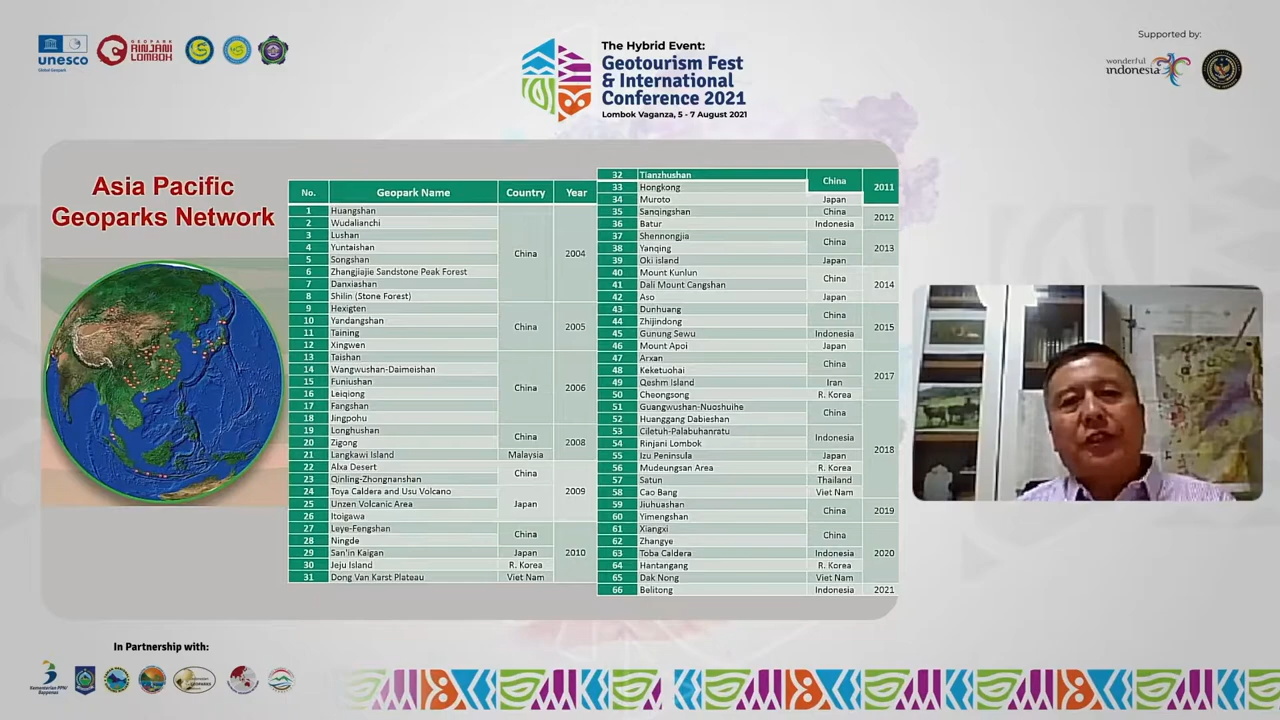 unesco
Global Geopark
GEOPARK
RINJANI
LOMBOK
The Hybrid Event:
Geotourism Fest
& International
Conference 2021
Lombok Vaganza, 5 - 7 August 2021
Supported by:
wonderful
indonesia
Asia Pacific
Geoparks Network
No. Geopark Name Country Year
1 Huangshan
2 Wudalianchi
3 Lushan
4 Yuntaishan
5 Songshan
China 2004
6 Zhangjiajie Sandstone Peak Forest
7 Danxiashan
8 Shilin (Stone Forest)
9 Hexigten
10 Yandangshan
China 2005
11 Taining
12 Xingwen
13 Taishan
14 Wangwushan-Daimeishan
15 Funiushan
China 2006
16 Leiqiong
17 Fangshan
18 Jingpohu
19 Longhushan
China 2008
20 Zigong
21 Langkawi Island Malaysia
22 Alxa Desert
China
23 Qinling-Zhongnanshan
24 Toya Caldera and Usu Volcano 2009
25 Unzen Volcanic Area Japan
26 Itoigawa
27 Leye-Fengshan
China
28 Ningde
29 San'in Kaigan Japan 2010
30 Jeju Island R. Korea
31 Dong Van Karst Plateau Viet Nam
32 Tianzhushan
China
33 Hongkong 2011
34 Muroto Japan
35 Sanqingshan China
2012
36 Batur Indonesia
37 Shennongjia
China
38 Yanqing 2013
39 Oki island Japan
40 Mount Kunlun
China
41 Dali Mount Cangshan 2014
42 Aso Japan
43 Dunhuang
China
44 Zhijindong
2015
45 Gunung Sewu Indonesia
46 Mount Apoi Japan
47 Arxan
China
48 Keketuohai
2017
49 Qeshm Island Iran
50 Cheongsong R. Korea
51 Guangwushan-Nuoshuihe
China
52 Huanggang Dabieshan
53 Ciletuh-Palabuhanratu
Indonesia
54 Rinjani Lombok
2018
55 Izu Peninsula Japan
56 Mudeungsan Area R. Korea
57 Satun Thailand
58 Cao Bang Viet Nam
59 Jiuhuashan
China 2019
60 Yimengshan
61 Xiangxi
China
62 Zhangye
63 Toba Caldera Indonesia 2020
64 Hantangang R. Korea
65 Dak Nong Viet Nam
66 Belitong Indonesia 2021
In Partnership with:
Kementerian PPN/
Bappenas